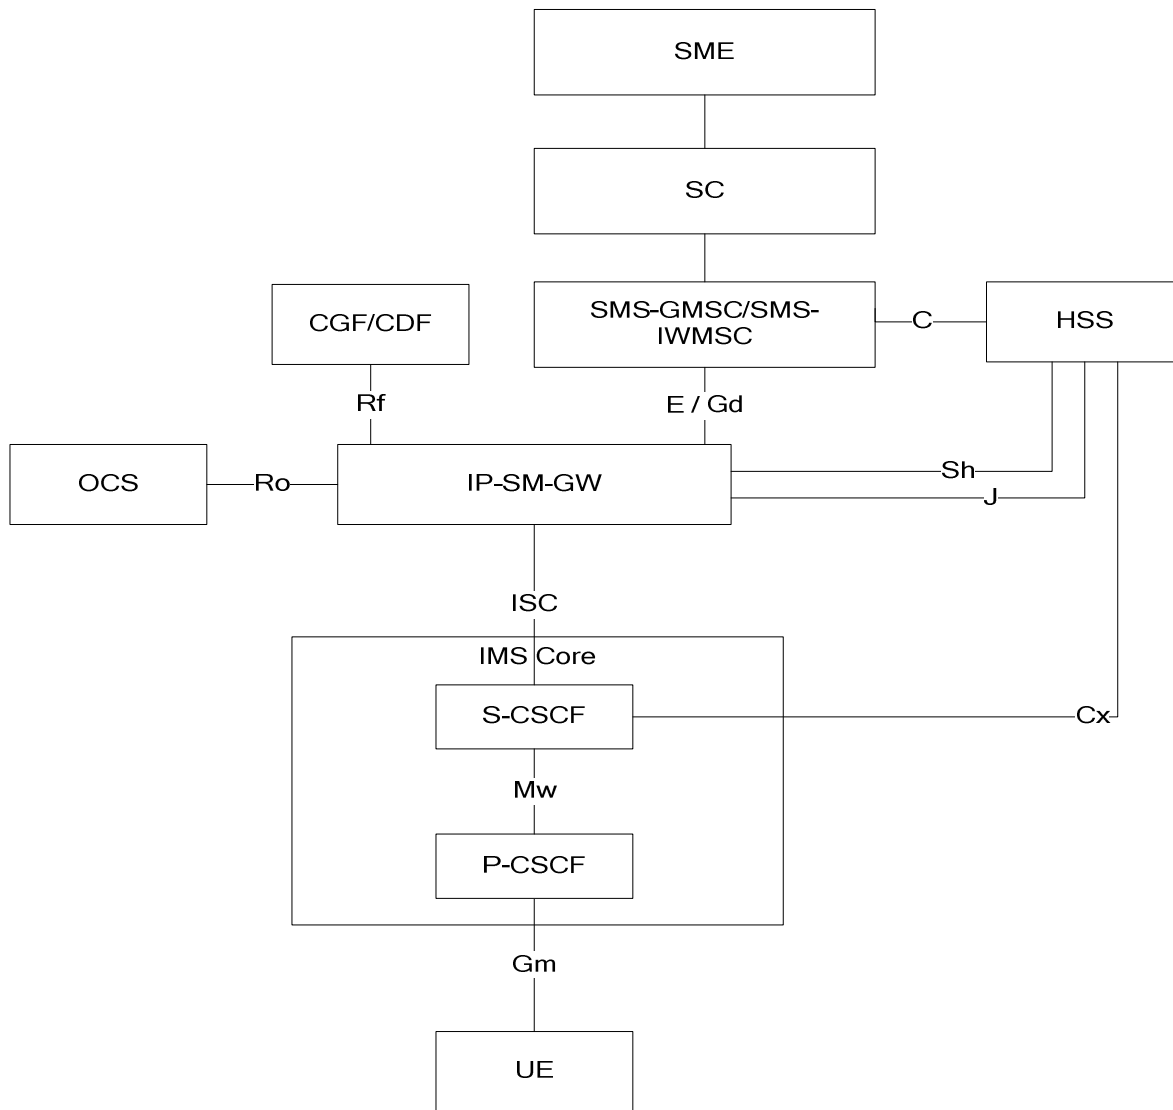 SME
SC
SMS-GMSC/SMS-
IWMSC
C
HSS
CGF/CDF
Rf
E / Gd
OCS
Ro
IP-SM-GW
Sh
J
ISC
IMS Core
S-CSCF
Cx
Mw
P-CSCF
Gm
UE